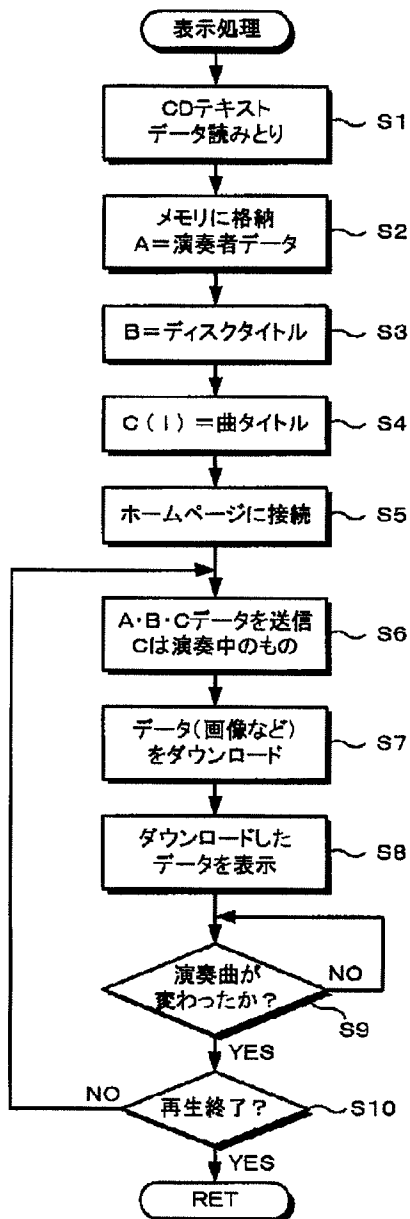 表示処理
CDテキスト
データ読みとり
S1
メモリに格納
A=演奏者データ
S2
B=ディスクタイトル
S3
C(I)=曲タイトル
S4
ホームページに接続
S5
A・B・Cデータを送信
Cは演奏中のもの
S6
データ(画像など)
をダウンロード
S7
ダウンロードした
データを表示
S8
演奏曲が
変わったか?
NO
S9
YES
NO
再生終了?
S10
YES
RET